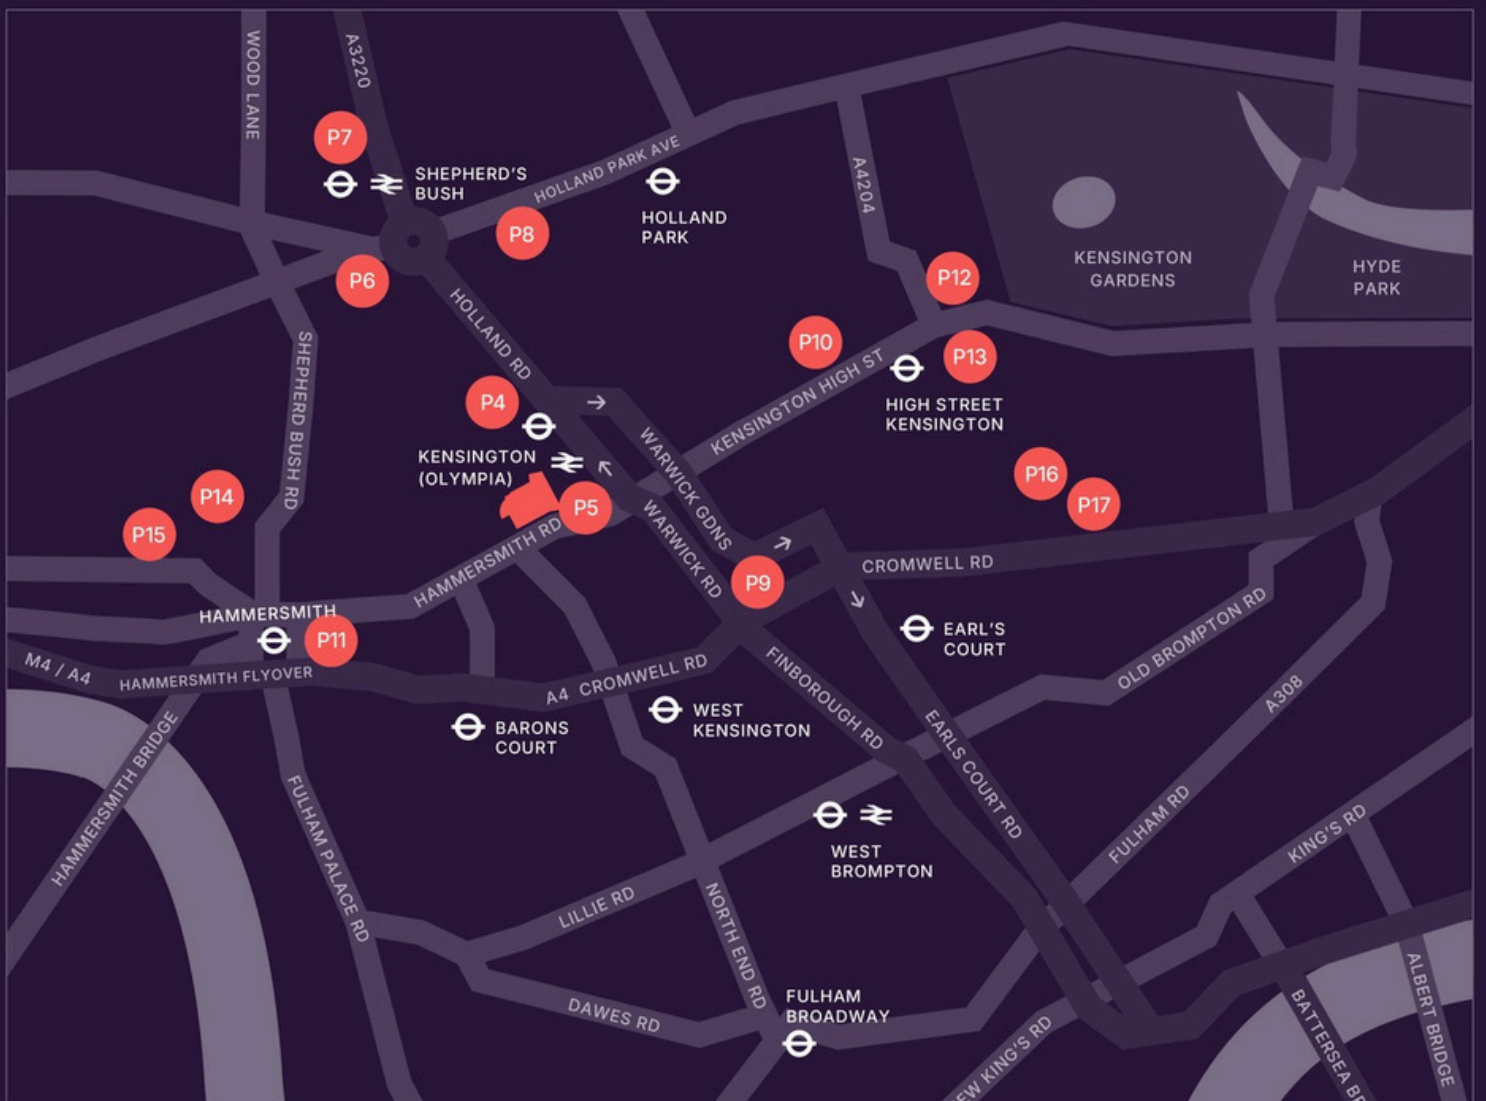 WOOD LANE
A3220
P7
SHEPHERD'S
BUSH
HOLLAND PARK AVE
P8
HOLLAND
PARK
A4204
KENSINGTON
GARDENS
HYDE
PARK
P6
P12
HOLLAND RD
P10
P13
KENSINGTON HIGH ST
HIGH STREET
KENSINGTON
SHEPHERD BUSH RD
P4
KENSINGTON
(OLYMPIA)
WARWICK GDNS
P5
P14
P15
P16
P17
HAMMERSMITH RD
WARWICK RD
P9
CROMWELL RD
HAMMERSMITH
P11
EARL'S
COURT
OLD BROMPTON RD
M4 / A4
HAMMERSMITH FLYOVER
A4 CROMWELL RD
FINBOROUGH RD
A308
BARONS
COURT
WEST
KENSINGTON
HAMMERSMITH BRIDGE
EARLS COURT RD
FULHAM PALACE RD
WEST
BROMPTON
FULHAM RD
KING'S RD
LILLIE RD
NORTH END RD
DAWES RD
FULHAM
BROADWAY
EW KING'S RD
BATTERSEA B
ALBERT BRIDGE